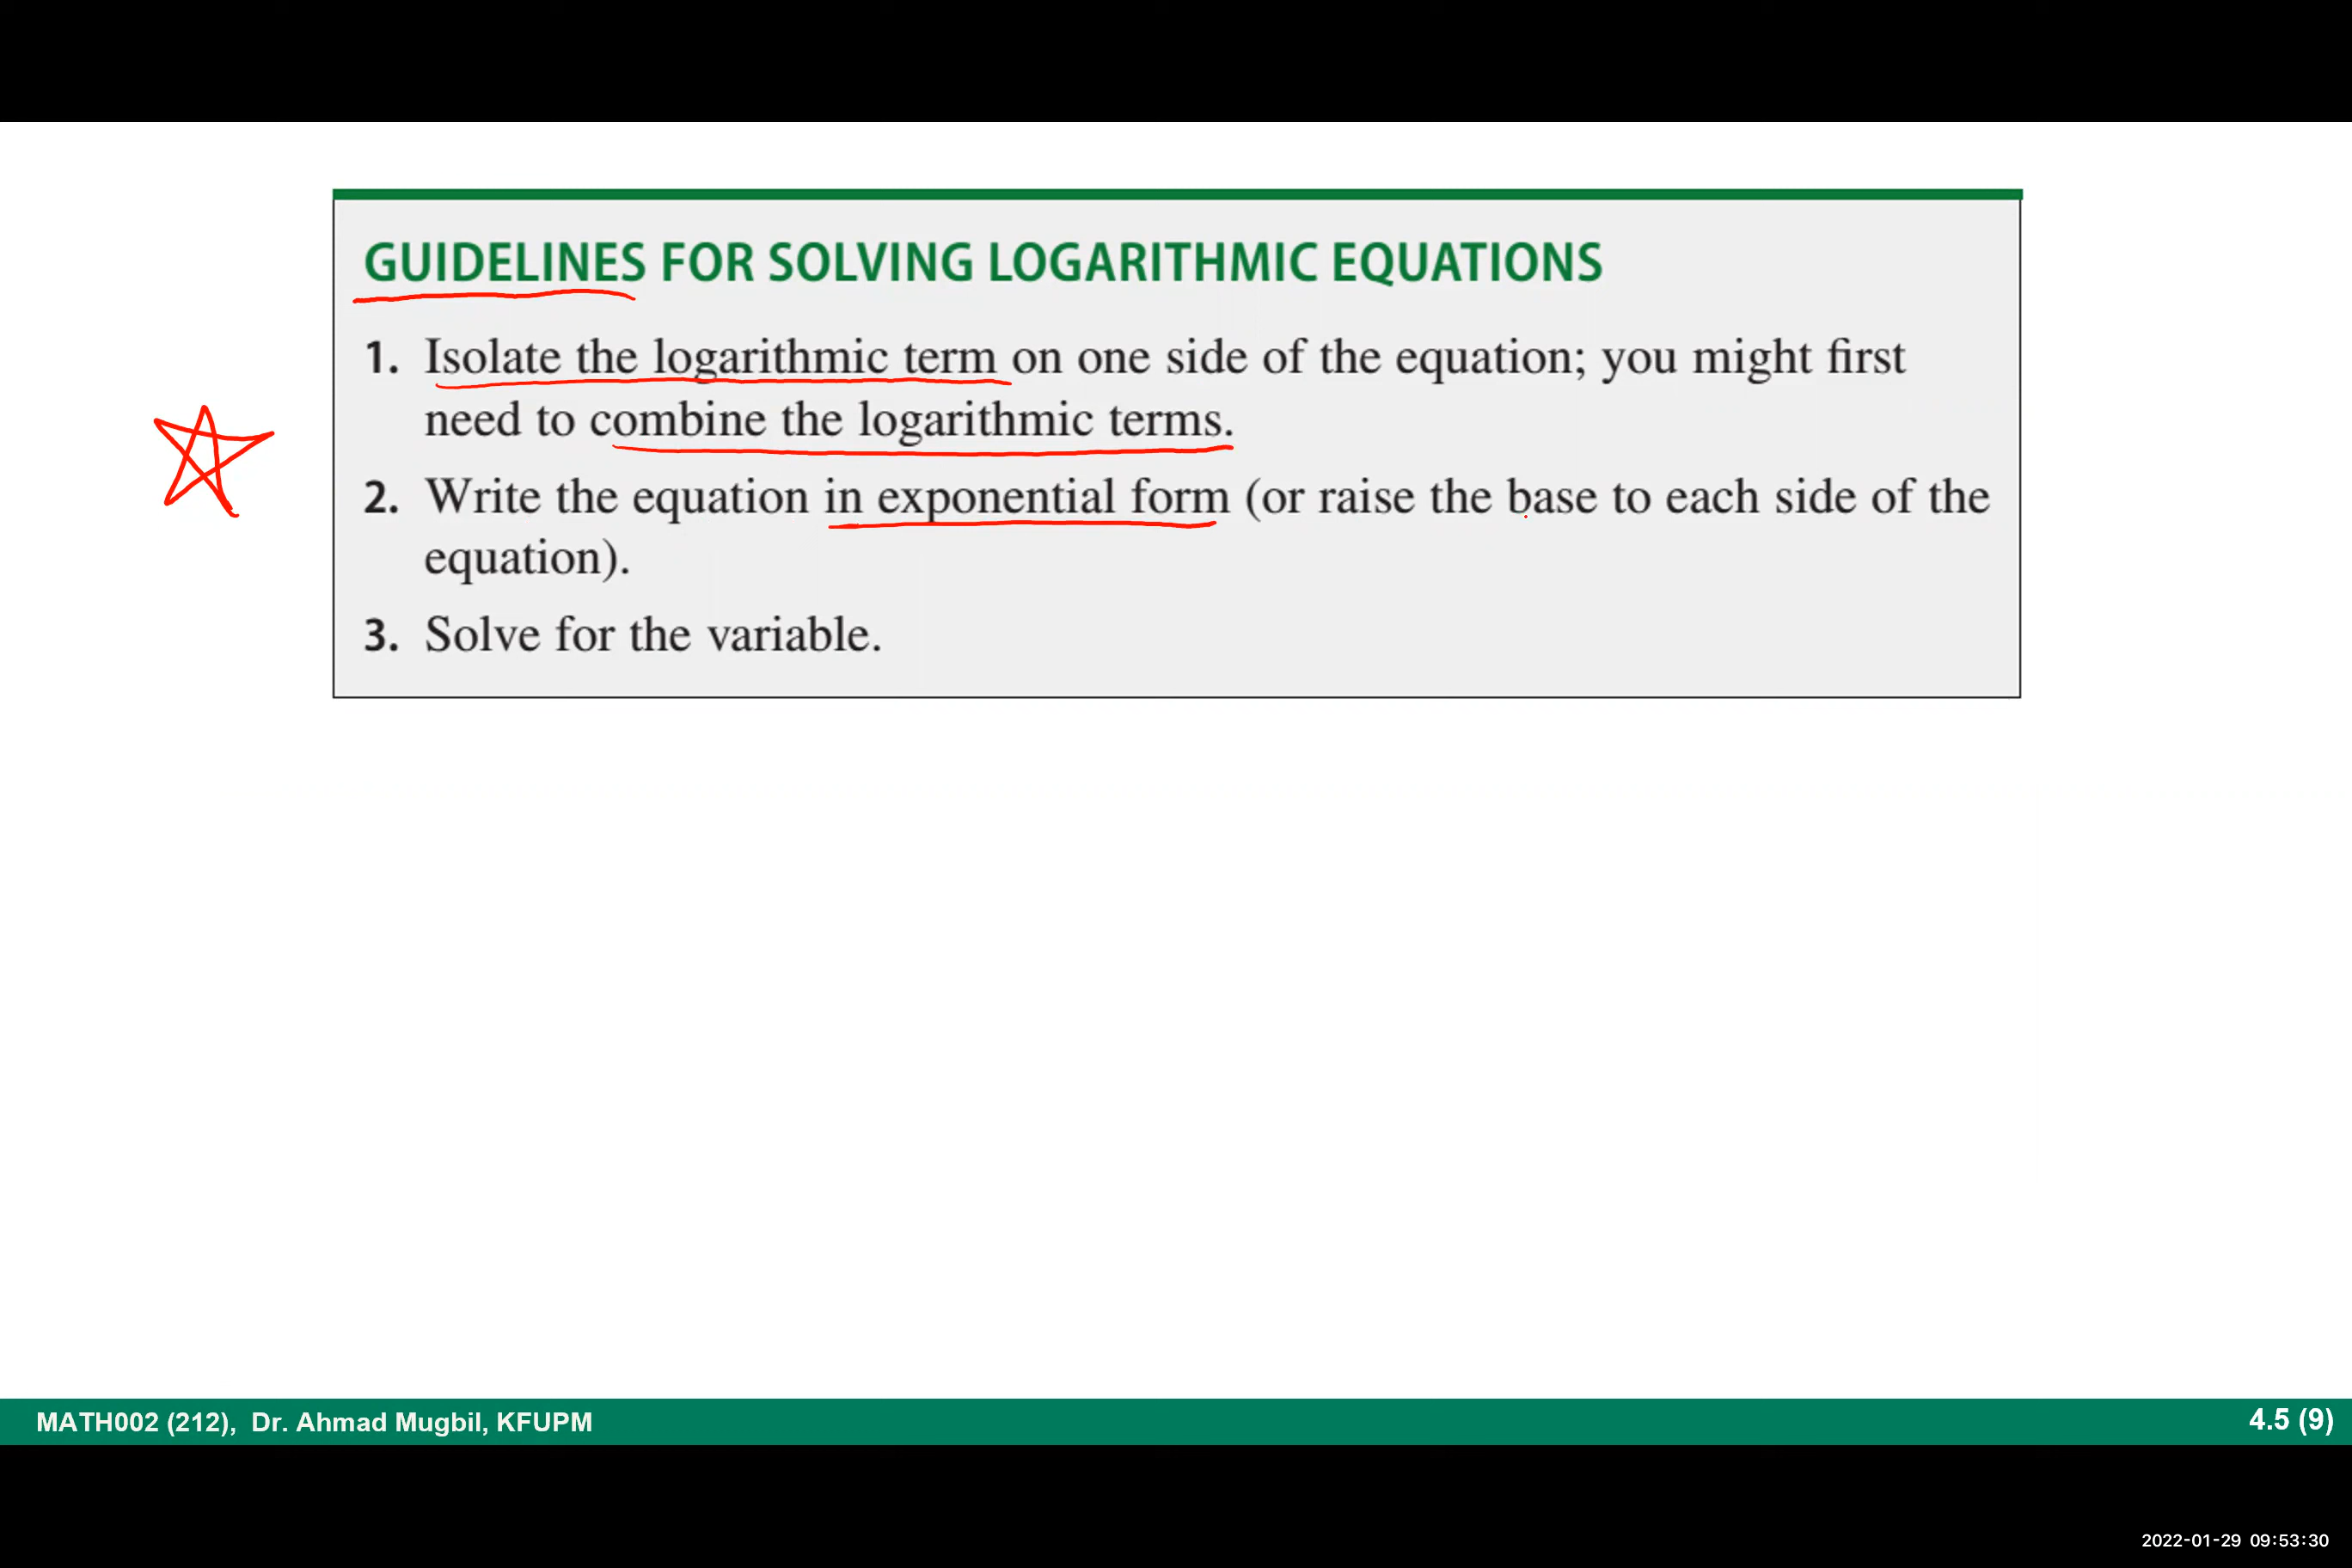 GUIDELINES FOR SOLVING LOGARITHMIC EQUATIONS
1. Isolate the logarithmic term on one side of the equation; you might first
need to combine the logarithmic terms.
2. Write the equation in exponential form (or raise the base to each side of the
equation).
3. Solve for the variable.
MATH002 (212), Dr. Ahmad Mugbil, KFUPM
4.5 (9)
2022-01-29 09:53:30